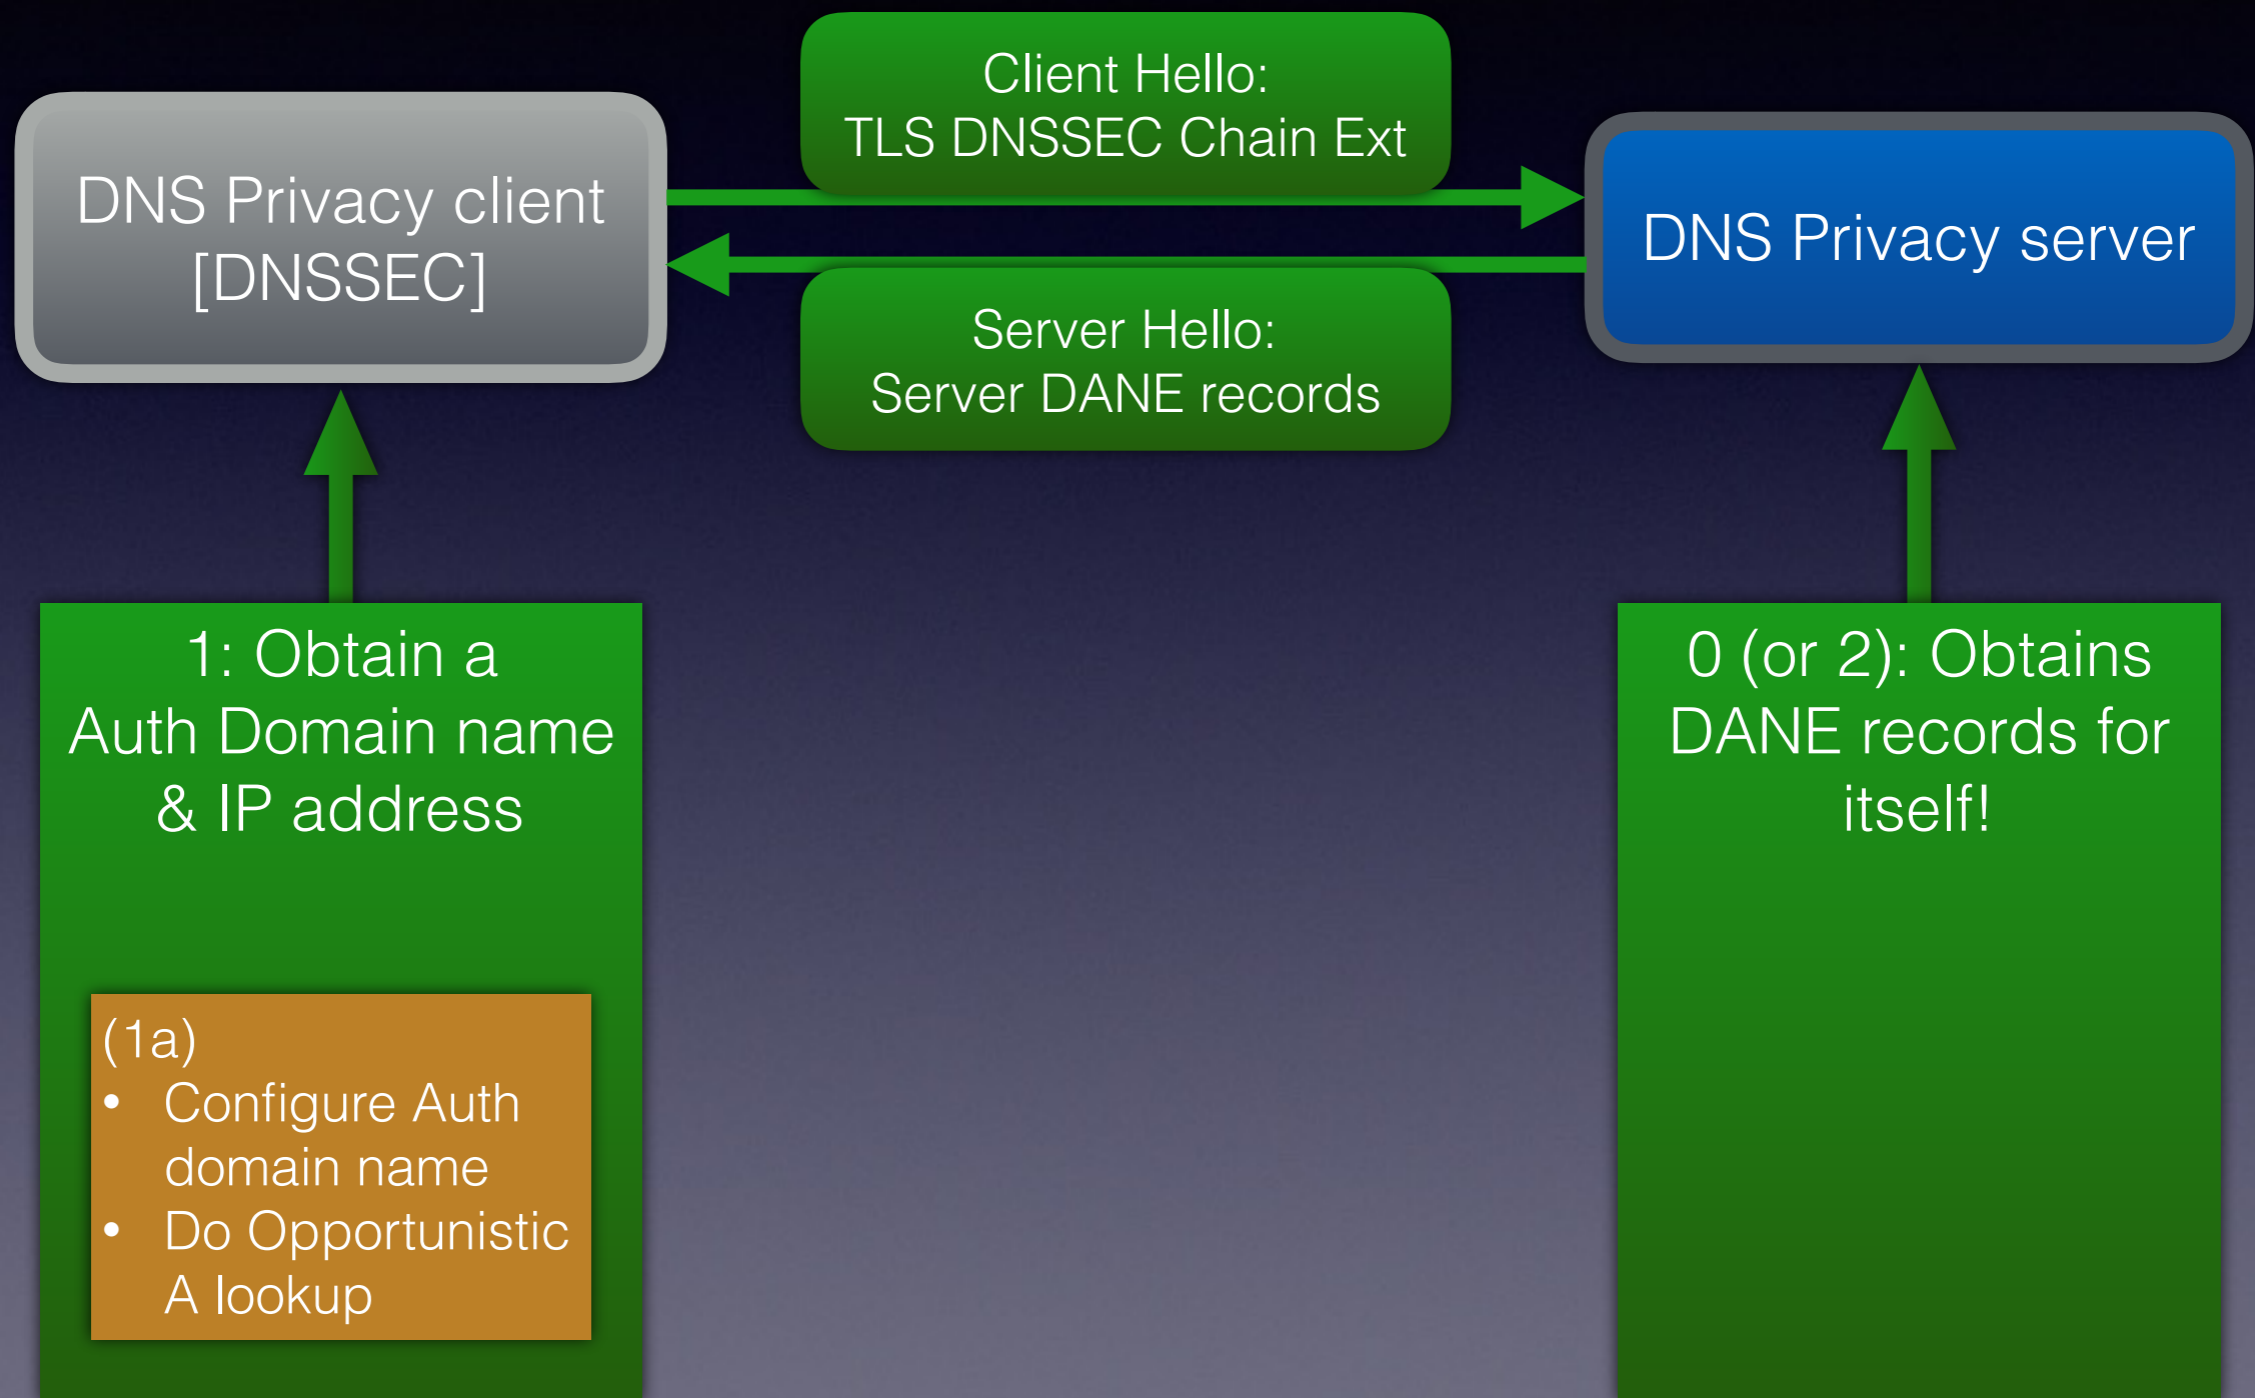 Client Hello:
TLS DNSSEC Chain Ext
DNS Privacy client
[DNSSEC]
DNS Privacy server
Server Hello:
Server DANE records
1: Obtain a
Auth Domain name
& IP address
(1a)
• Configure Auth
domain name
• Do Opportunistic
A lookup
0 (or 2): Obtains
DANE records for
itself!